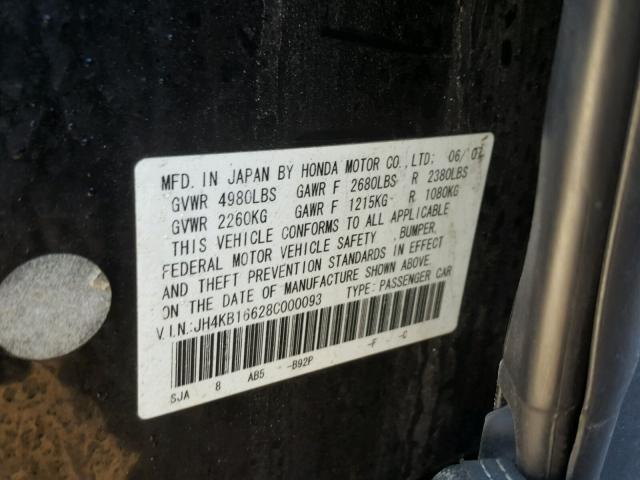 MFD. IN JAPAN BY HONDA MOTOR CO.,LTD; 06/07
GVWR 4980LBS GAWR F 2680LBS R 2380LBS
GVWR 2260KG GAWR F 1215KG R 1080KG
THIS VEHICLE CONFORMS TO ALL APPLICABLE
FEDERAL MOTOR VEHICLE SAFETY ,BUMPER,
AND THEFT PREVENTION STANDARDS IN EFFECT
ON THE DATE OF MANUFACTURE SHOWN ABOVE.
V.I.N.:JH4KB16628C000093 TYPE: PASSENGER CAR
SJA 8 AB5 -B92P -F -C